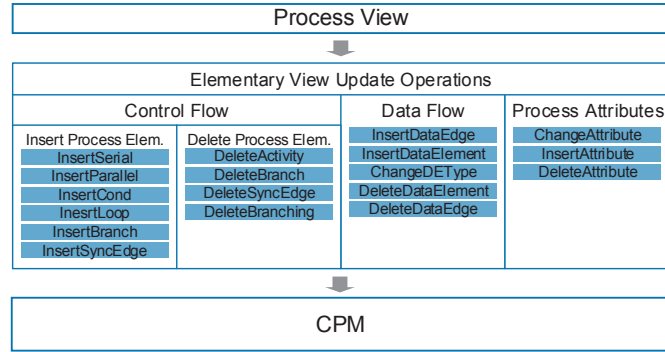 Process View
Elementary View Update Operations
Control Flow
Insert Process Elem.
InsertSerial
InsertParallel
InsertCond
InesrtLoop
InsertBranch
InsertSyncEdge
Delete Process Elem.
DeleteActivity
DeleteBranch
DeleteSyncEdge
DeleteBranching
Data Flow
InsertDataEdge
InsertDataElement
ChangeDEType
DeleteDataElement
DeleteDataEdge
Process Attributes
ChangeAttribute
InsertAttribute
DeleteAttribute
CPM